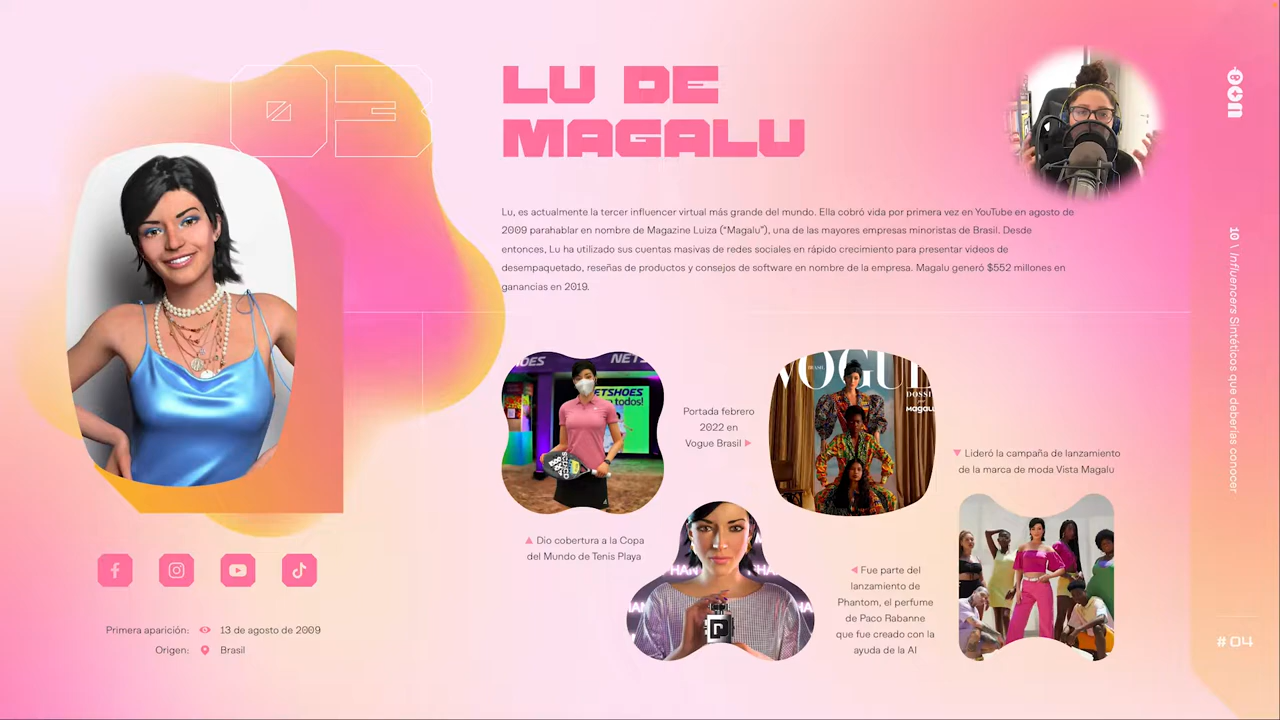 03
LU DE
MAGALU
Lu, es actualmente la tercer influencer virtual más grande del mundo. Ella cobró vida por primera vez en YouTube en agosto de
2009 parahablar en nombre de Magazine Luiza (“Magalu”), una de las mayores empresas minoristas de Brasil. Desde
entonces, Lu ha utilizado sus cuentas masivas de redes sociales en rápido crecimiento para presentar videos de
desempaquetado, reseñas de productos y consejos de software en nombre de la empresa. Magalu generó $552 millones en
ganancias en 2019.
NETSHOES
todos!
Portada febrero
2022 en
Vogue Brasil
VOGUE
BRASIL
DOSSI
magalu
Lideró la campaña de lanzamiento
de la marca de moda Vista Magalu
Dio cobertura a la Copa
del Mundo de Tenis Playa
Fue parte del
lanzamiento de
Phantom, el perfume
de Paco Rabanne
que fue creado con la
ayuda de la AI
Primera aparición: 13 de agosto de 2009
Origen: Brasil
10 \ Influencers Sintéticos que deberías conocer
#04